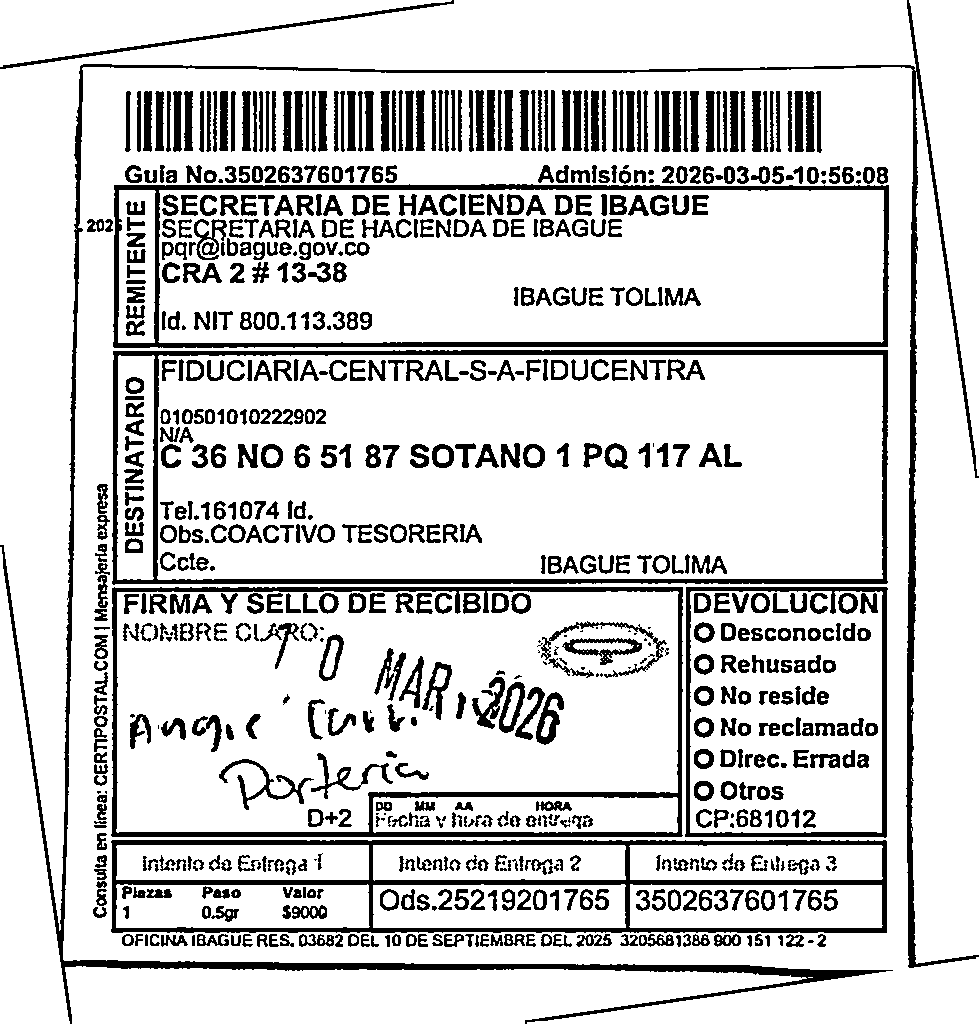 Guia No.3502637601765 Admisión: 2026-03-05-10:56:08
REMITENTE
SECRETARIA DE HACIENDA DE IBAGUE
SECRETARIA DE HACIENDA DE IBAGUE
pqr@ibague.gov.co
CRA 2 # 13-38
IBAGUE TOLIMA
Id. NIT 800.113.389
DESTINATARIO
FIDUCIARIA-CENTRAL-S-A-FIDUCENTRA
010501010222902
N/A
C 36 NO 6 51 87 SOTANO 1 PQ 117 AL
Tel.161074 Id.
Obs.COACTIVO TESORERIA
Ccte. IBAGUE TOLIMA
Consulta en línea: CERTIPOSTAL.COM | Mensajería expresa
FIRMA Y SELLO DE RECIBIDO
NOMBRE CLARO:
MAR. 2026
Angie
Portería
D+2
DD MM AA HORA
Fecha y hora de entrega
DEVOLUCION
Desconocido
Rehusado
No reside
No reclamado
Direc. Errada
Otros
CP:681012
Intento de Entrega 1 Intento de Entrega 2 Intento de Entrega 3
Piezas Peso Valor
1 0.5gr $9000
Ods.25219201765 3502637601765
OFICINA IBAGUE RES. 03682 DEL 10 DE SEPTIEMBRE DEL 2025 3205681386 900 151 122 - 2